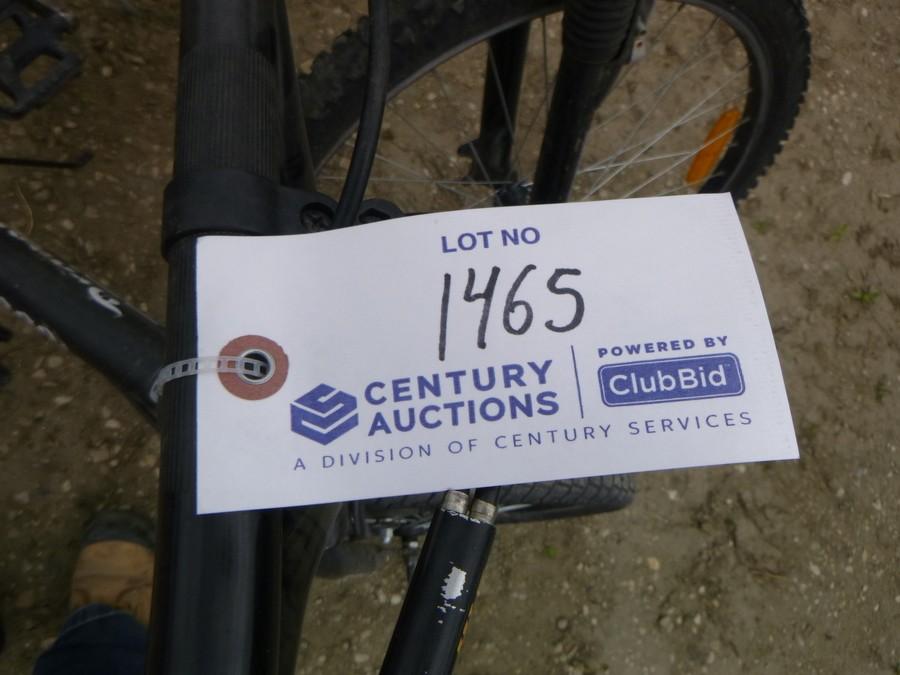 LOT NO
1465
CENTURY
AUCTIONS
POWERED BY
ClubBid
A DIVISION OF CENTURY SERVICES